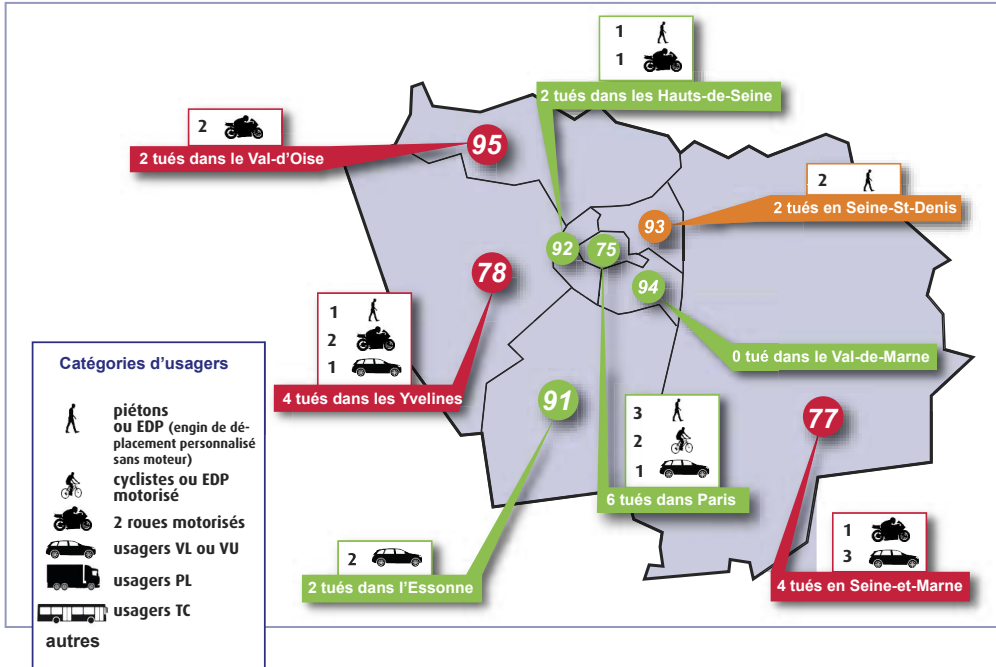 1
1
2 tués dans les Hauts-de-Seine
2
2 tués dans le Val-d'Oise
95
2
2 tués en Seine-St-Denis
93
92
75
78
94
1
2
1
4 tués dans les Yvelines
0 tué dans le Val-de-Marne
91
3
2
1
6 tués dans Paris
77
2
2 tués dans l'Essonne
1
3
4 tués en Seine-et-Marne
Catégories d'usagers
piétons
ou EDP (engin de dé-
placement personnalisé
sans moteur)
cyclistes ou EDP
motorisé
2 roues motorisés
usagers VL ou VU
usagers PL
usagers TC
autres